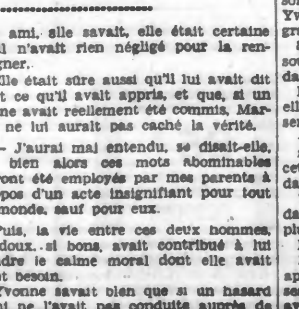 ami, elle savait, elle était certaine
l n'avait rien négligé pour la ren-
gner.
lle était sûre aussi qu'il lui avait dit
t ce qu'il avait appris, et que, si un
ne avait réellement été commis, Mar-
ne lui aurait pas caché la vérité.
— J'aurai mal entendu, se disait-elle,
bien alors ces mots abominables
ront été employés par mes parents à
pos d'un acte insignifiant pour tout
monde, sauf pour eux.
Puis, la vie entre ces deux hommes,
doux, si bons, avait contribué à lui
dre le calme moral dont elle avait
nt besoin.
Yvonne savait bien que si un hasard
ne l'avait pas conduite auprès de